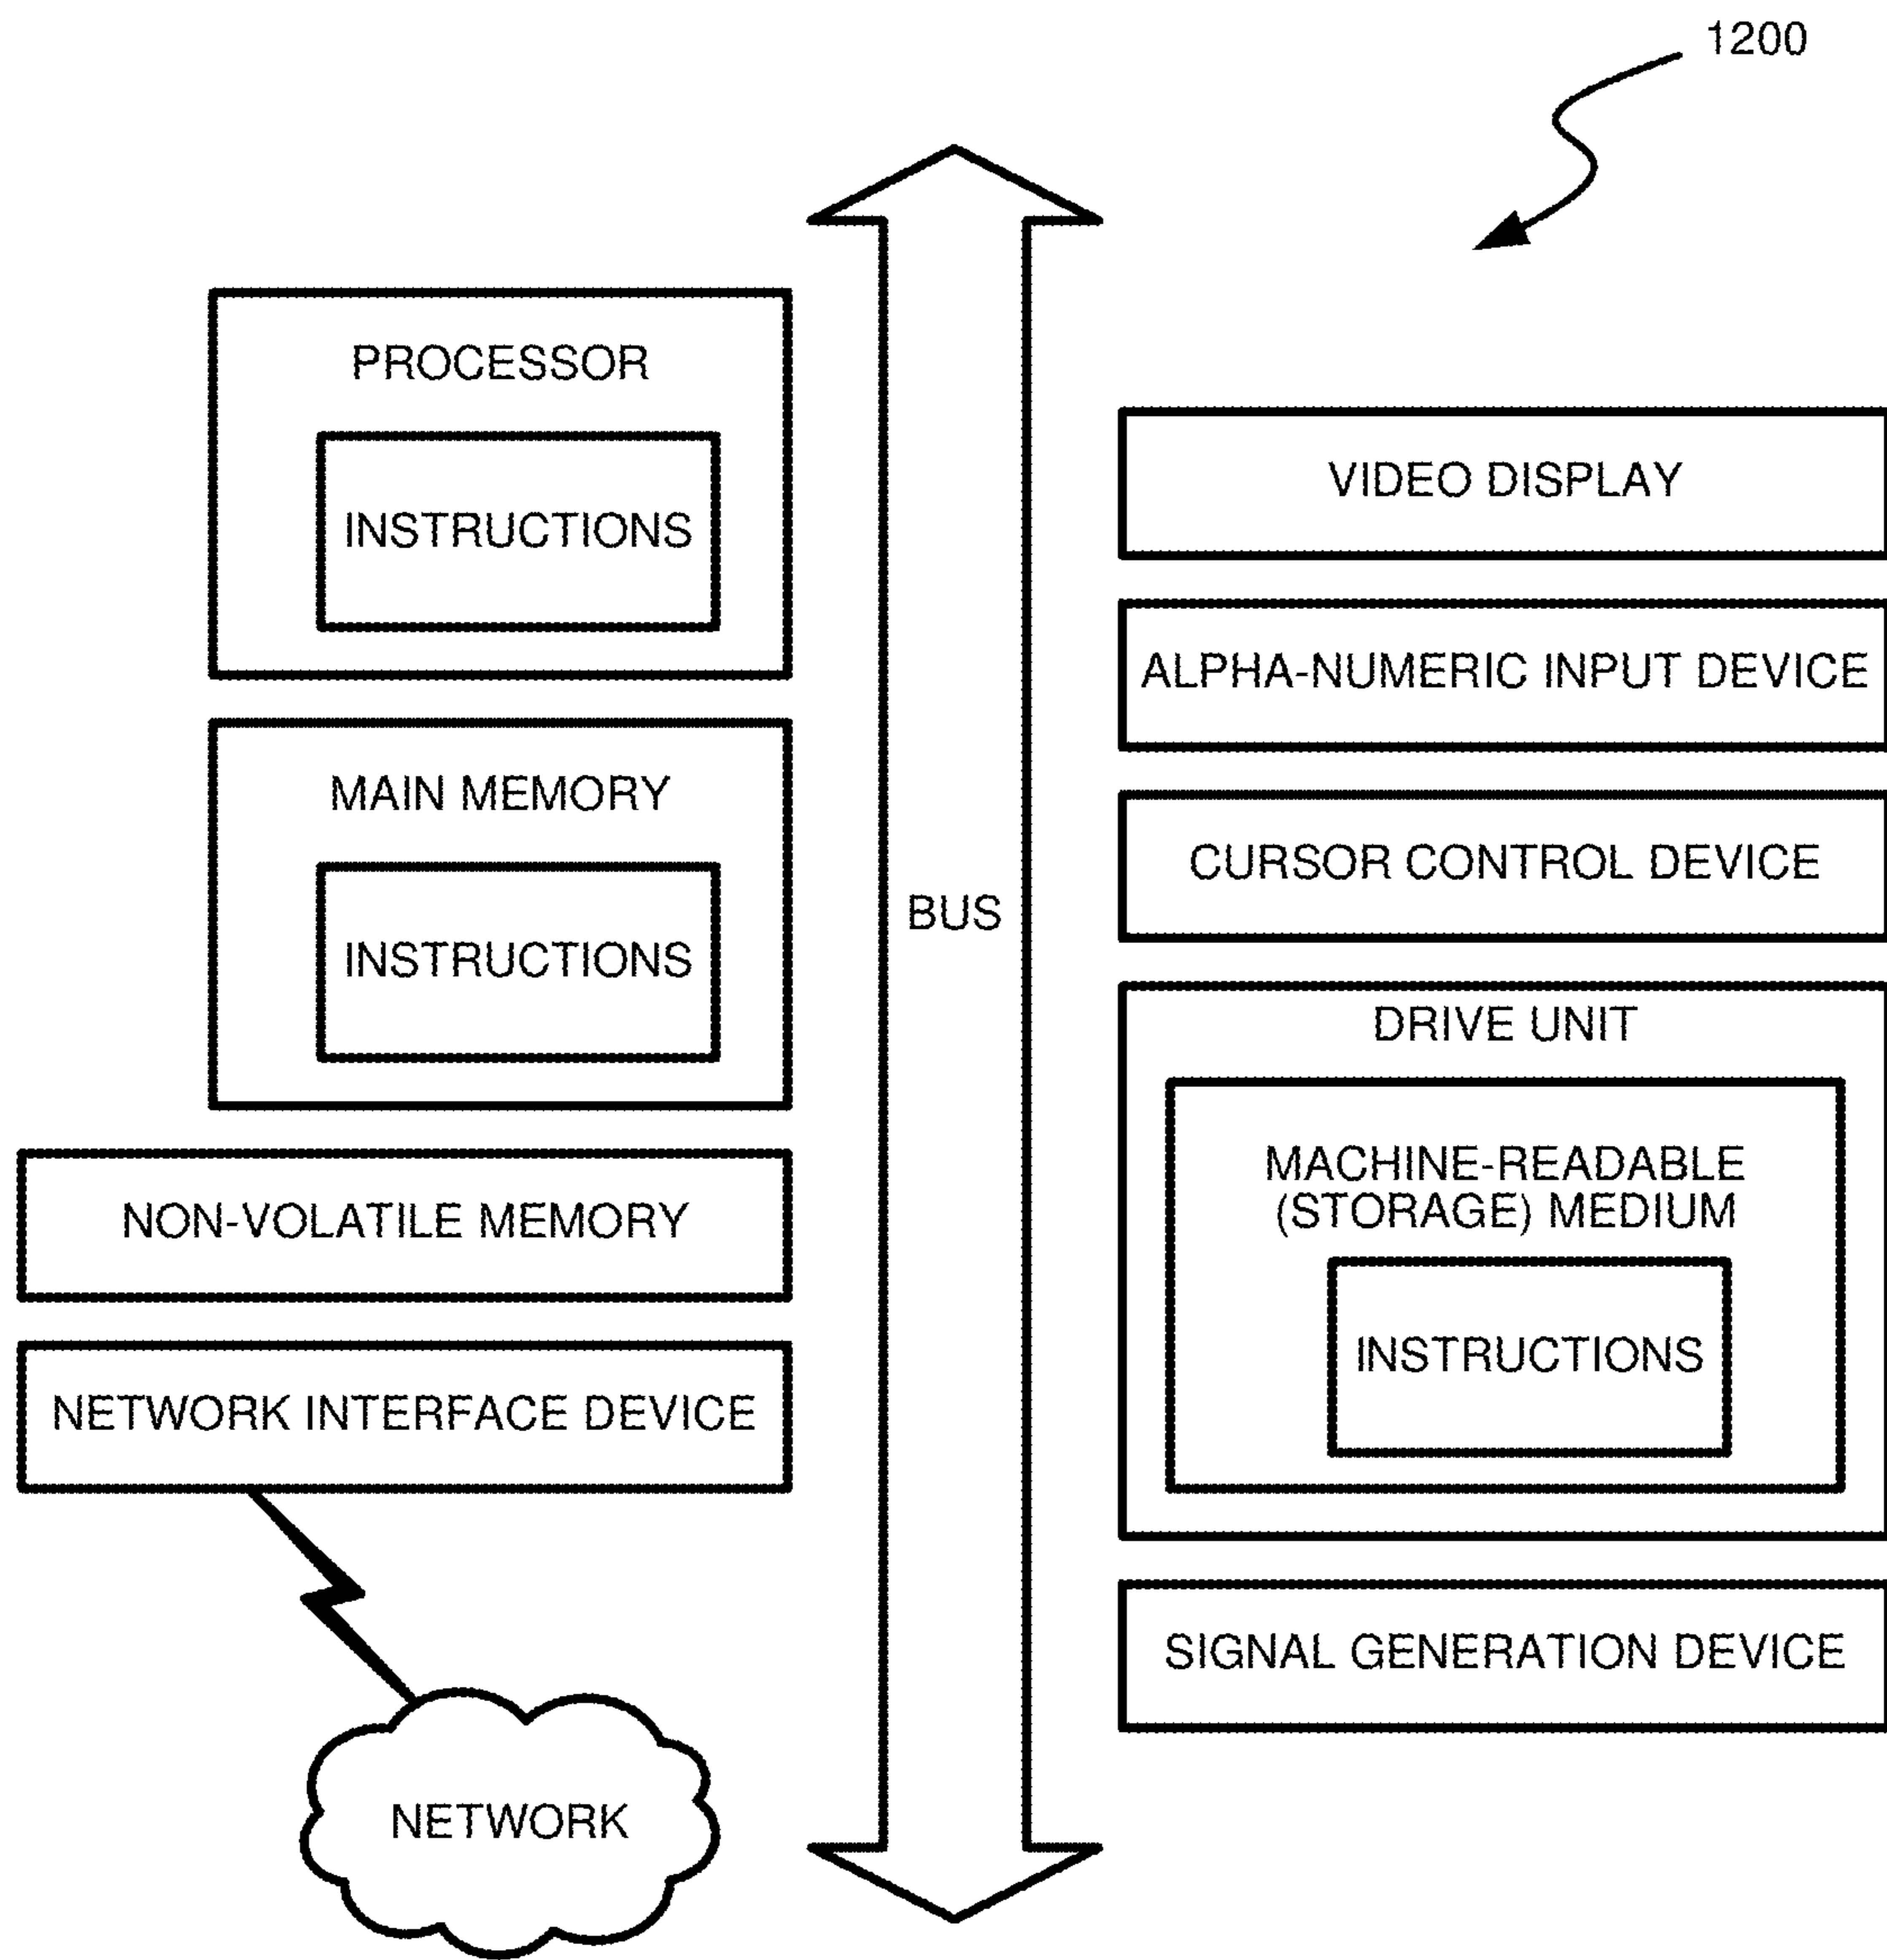 1200
PROCESSOR
INSTRUCTIONS
MAIN MEMORY
INSTRUCTIONS
NON-VOLATILE MEMORY
NETWORK INTERFACE DEVICE
NETWORK
BUS
VIDEO DISPLAY
ALPHA-NUMERIC INPUT DEVICE
CURSOR CONTROL DEVICE
DRIVE UNIT
MACHINE-READABLE
(STORAGE) MEDIUM
INSTRUCTIONS
SIGNAL GENERATION DEVICE